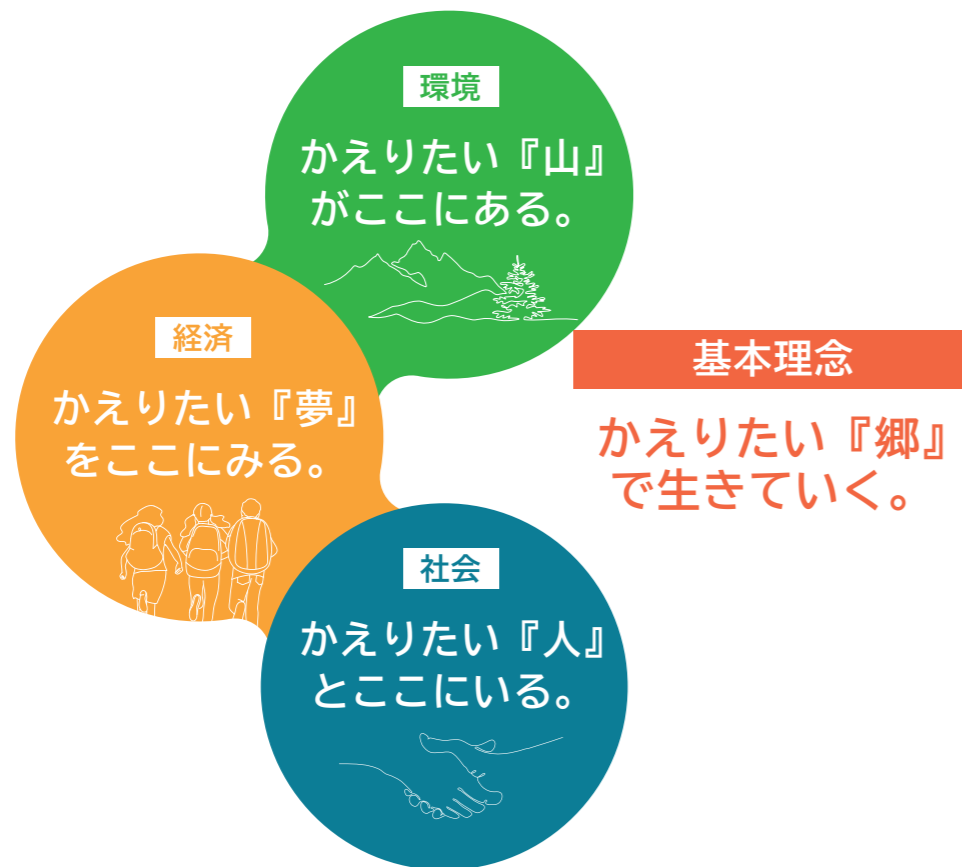 環境
かえりたい『山』
がここにある。
経済
かえりたい『夢』
をここにみる。
基本理念
かえりたい『郷』
で生きていく。
社会
かえりたい『人』
とここにいる。